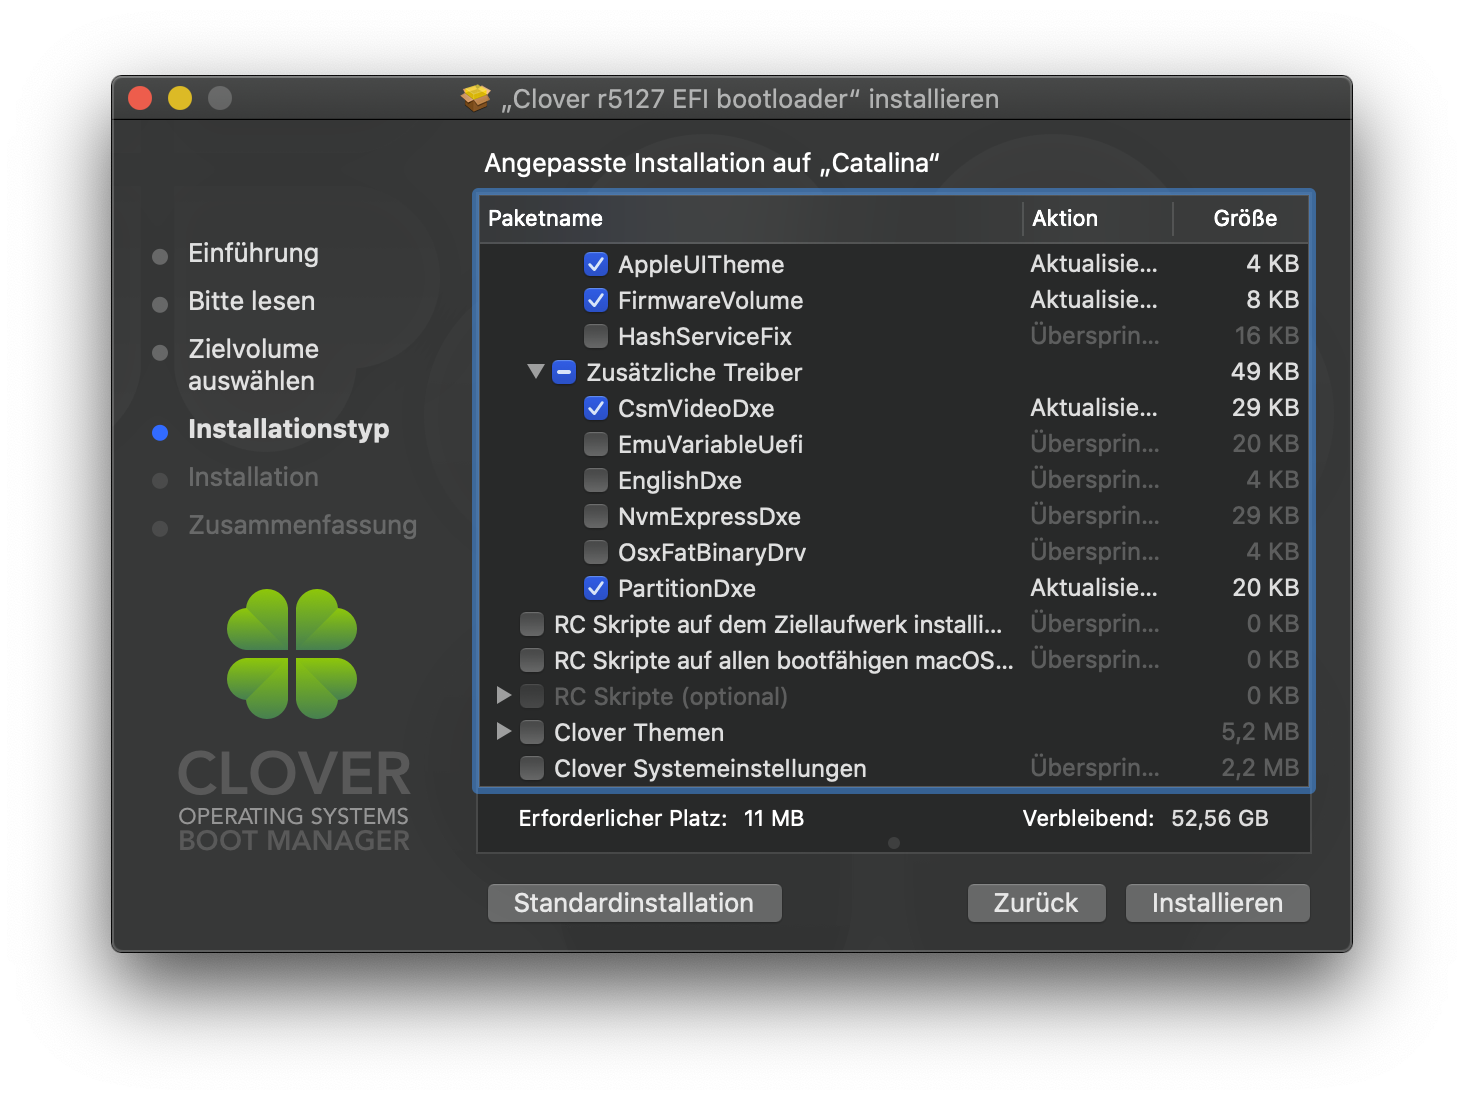 „Clover r5127 EFI bootloader“ installieren
Angepasste Installation auf „Catalina“
Einführung
Bitte lesen
Zielvolume
auswählen
Installationstyp
Installation
Zusammenfassung
CLOVER
OPERATING SYSTEMS
BOOT MANAGER
Paketname Aktion Größe
AppleUITheme Aktualisie... 4 KB
FirmwareVolume Aktualisie... 8 KB
HashServiceFix Übersprin... 16 KB
Zusätzliche Treiber 49 KB
CsmVideoDxe Aktualisie... 29 KB
EmuVariableUefi Übersprin... 20 KB
EnglishDxe Übersprin... 4 KB
NvmExpressDxe Übersprin... 29 KB
OsxFatBinaryDrv Übersprin... 4 KB
PartitionDxe Aktualisie... 20 KB
RC Skripte auf dem Ziellaufwerk installi... Übersprin... 0 KB
RC Skripte auf allen bootfähigen macOS... Übersprin... 0 KB
RC Skripte (optional) 0 KB
Clover Themen 5,2 MB
Clover Systemeinstellungen Übersprin... 2,2 MB
Erforderlicher Platz: 11 MB Verbleibend: 52,56 GB
Standardinstallation Zurück Installieren